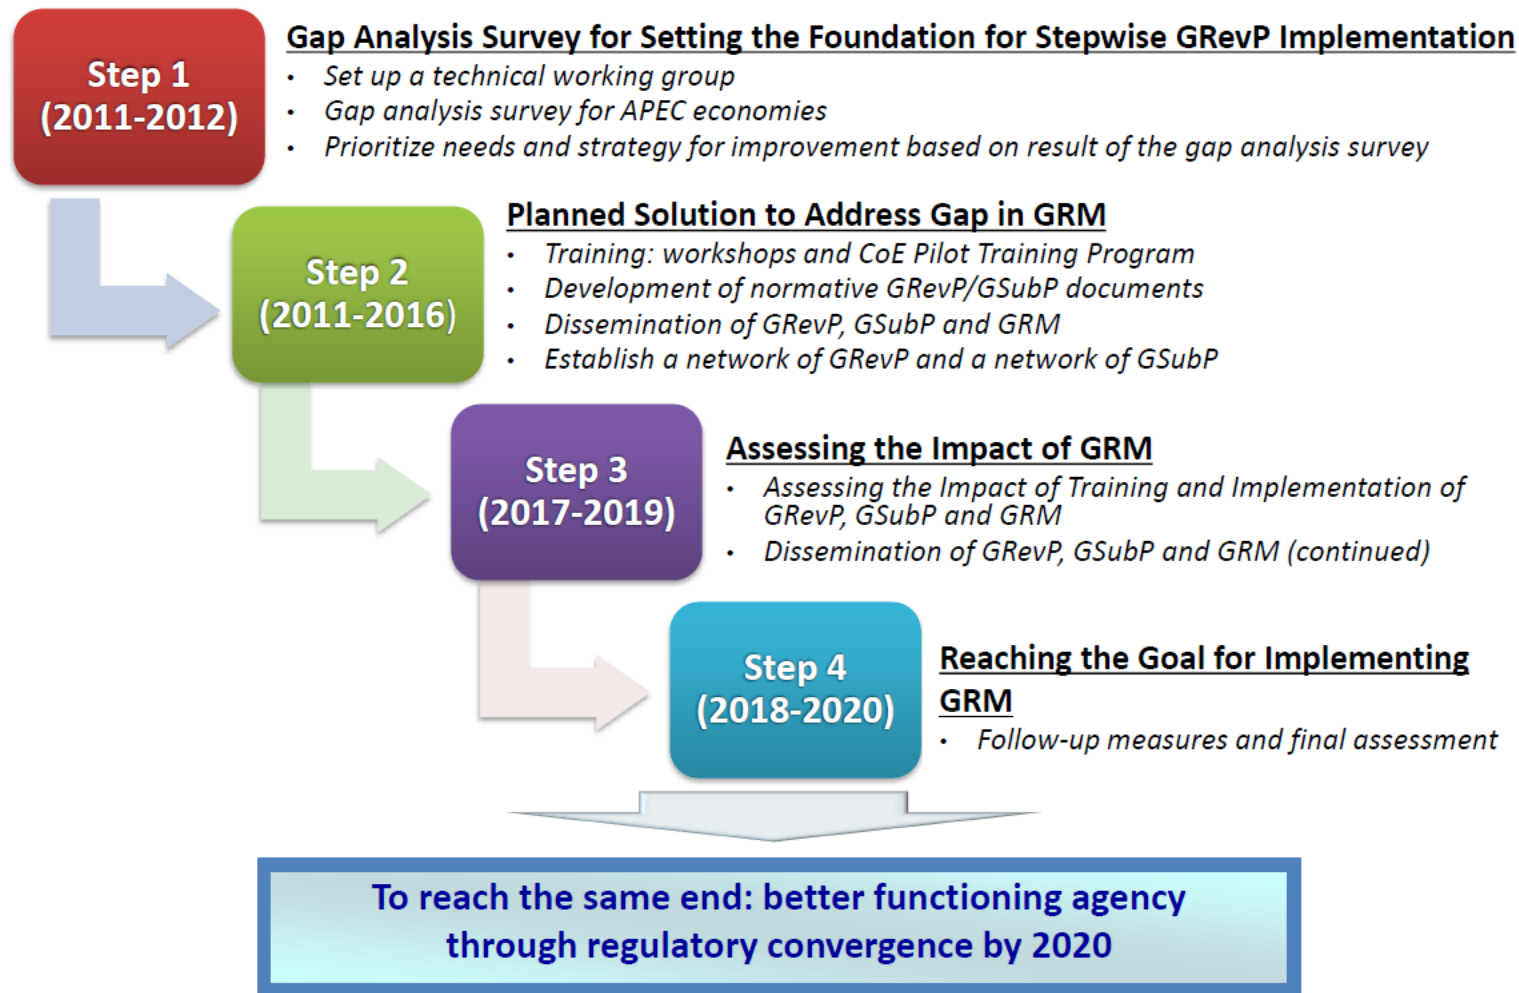 Step 1
(2011-2012)
Gap Analysis Survey for Setting the Foundation for Stepwise GRevP Implementation
• Set up a technical working group
• Gap analysis survey for APEC economies
• Prioritize needs and strategy for improvement based on result of the gap analysis survey
Step 2
(2011-2016)
Planned Solution to Address Gap in GRM
• Training: workshops and CoE Pilot Training Program
• Development of normative GRevP/GSubP documents
• Dissemination of GRevP, GSubP and GRM
• Establish a network of GRevP and a network of GSubP
Step 3
(2017-2019)
Assessing the Impact of GRM
• Assessing the Impact of Training and Implementation of
GRevP, GSubP and GRM
• Dissemination of GRevP, GSubP and GRM (continued)
Step 4
(2018-2020)
Reaching the Goal for Implementing
GRM
• Follow-up measures and final assessment
To reach the same end: better functioning agency
through regulatory convergence by 2020